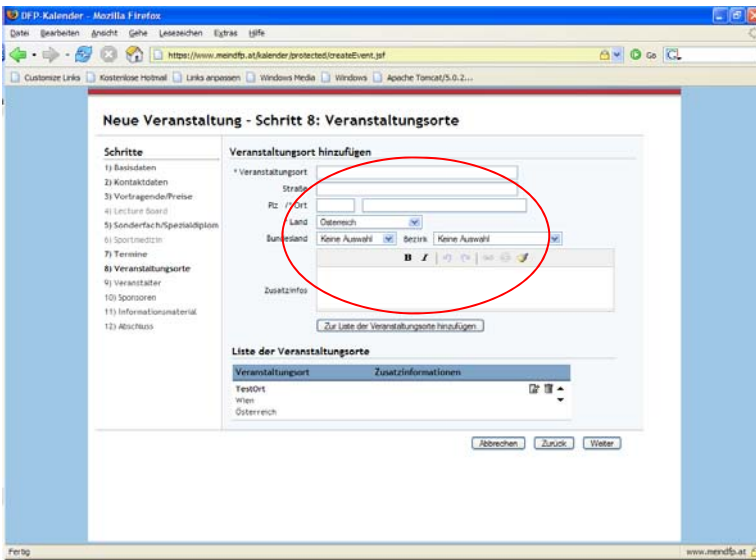 DFP-Kalender - Mozilla Firefox
Datei Bearbeiten Ansicht Gehe Lesezeichen Extras Hilfe
https://www.meindfp.at/kalender/protected/createEvent.jsf Go
Customize Links Kostenlose Hotmail Links anpassen Windows Media Windows Apache Tomcat/5.0.2...
Neue Veranstaltung - Schritt 8: Veranstaltungsorte
Schritte
1) Basisdaten
2) Kontaktdaten
3) Vortragende/Preise
4) Lecture Board
5) Sonderfach/Spezialdiplom
6) Sportmedizin
7) Termine
8) Veranstaltungsorte
9) Veranstalter
10) Sponsoren
11) Informationsmaterial
12) Abschluss
Veranstaltungsort hinzufügen
* Veranstaltungsort
Straße
Plz /* Ort
Land Österreich
Bundesland Keine Auswahl Bezirk Keine Auswahl
B I
Zusatzinfos
Zur Liste der Veranstaltungsorte hinzufügen
Liste der Veranstaltungsorte
Veranstaltungsort Zusatzinformationen
TestOrt
Wien
Österreich
Abbrechen Zurück Weiter
Fertig www.meindfp.at